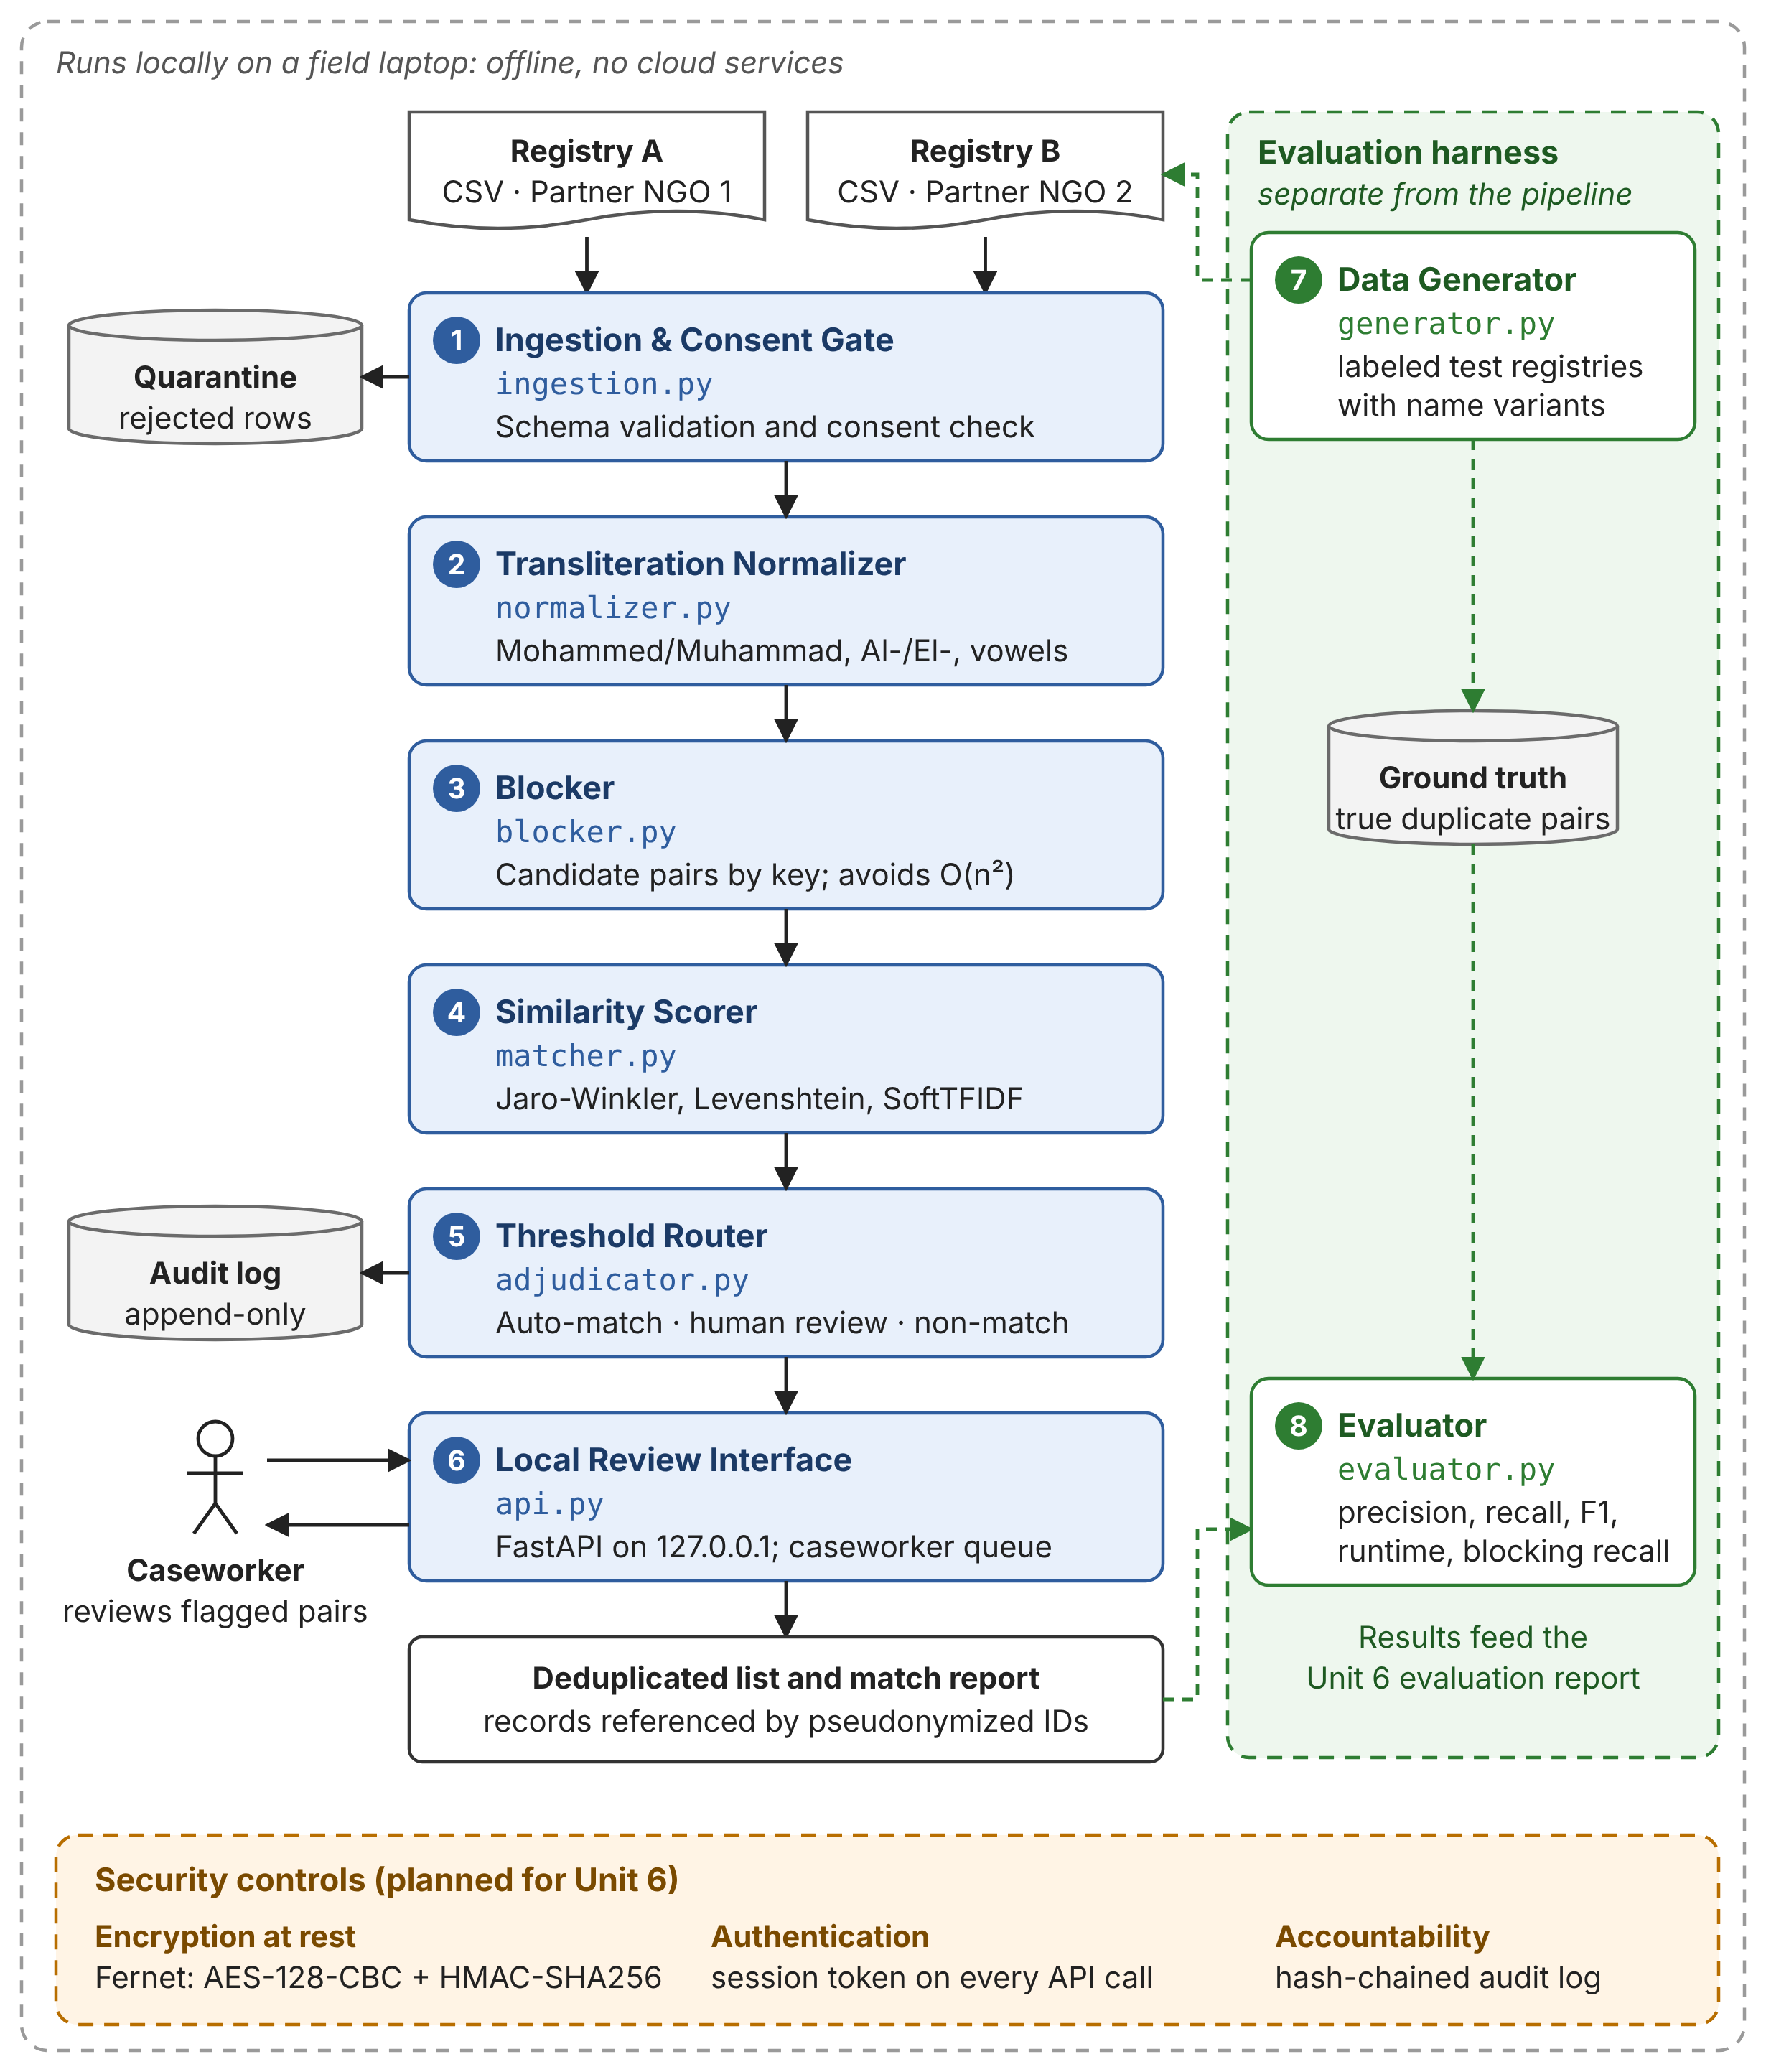 Runs locally on a field laptop: offline, no cloud services
Registry A
CSV · Partner NGO 1
Registry B
CSV · Partner NGO 2
Evaluation harness
separate from the pipeline
7 Data Generator
generator.py
labeled test registries
with name variants
Quarantine
rejected rows
1 Ingestion & Consent Gate
ingestion.py
Schema validation and consent check
2 Transliteration Normalizer
normalizer.py
Mohammed/Muhammad, Al-/El-, vowels
3 Blocker
blocker.py
Candidate pairs by key; avoids O(n²)
Ground truth
true duplicate pairs
4 Similarity Scorer
matcher.py
Jaro-Winkler, Levenshtein, SoftTFIDF
Audit log
append-only
5 Threshold Router
adjudicator.py
Auto-match · human review · non-match
Caseworker
reviews flagged pairs
6 Local Review Interface
api.py
FastAPI on 127.0.0.1; caseworker queue
8 Evaluator
evaluator.py
precision, recall, F1,
runtime, blocking recall
Results feed the
Unit 6 evaluation report
Deduplicated list and match report
records referenced by pseudonymized IDs
Security controls (planned for Unit 6)
Encryption at rest
Fernet: AES-128-CBC + HMAC-SHA256
Authentication
session token on every API call
Accountability
hash-chained audit log